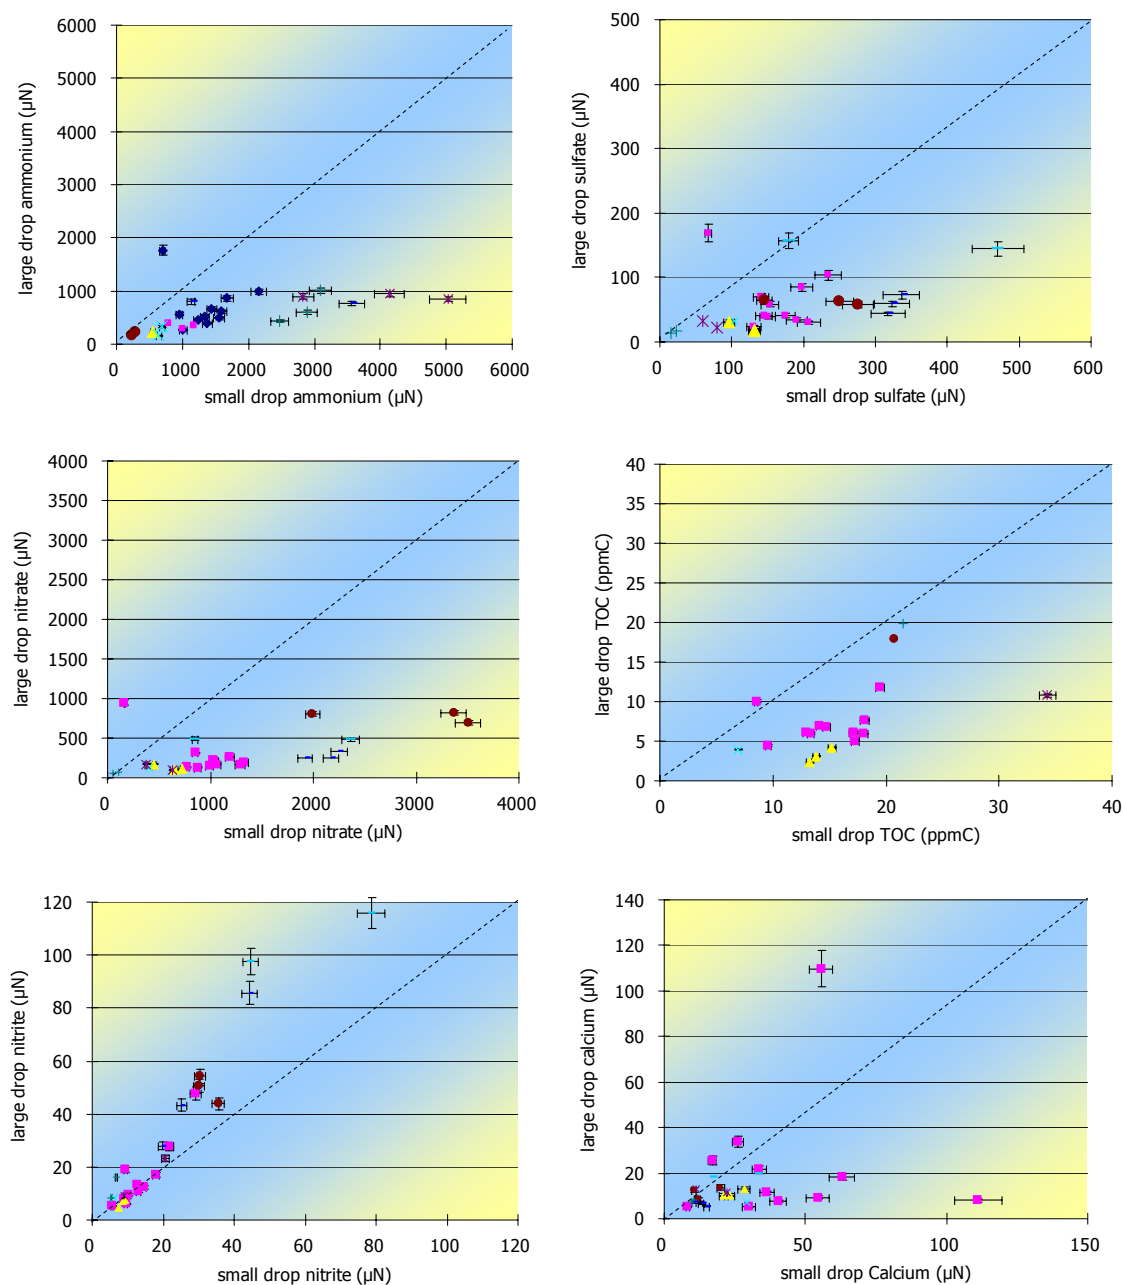 6000
5000
4000
3000
2000
1000
0
0 1000 2000 3000 4000 5000 6000
large drop ammonium (µN)
small drop ammonium (µN)
500
400
300
200
100
0
0 100 200 300 400 500 600
large drop sulfate (µN)
small drop sulfate (µN)
4000
3500
3000
2500
2000
1500
1000
500
0
0 1000 2000 3000 4000
large drop nitrate (µN)
small drop nitrate (µN)
40
35
30
25
20
15
10
5
0
0 10 20 30 40
large drop TOC (ppmC)
small drop TOC (ppmC)
120
100
80
60
40
20
0
0 20 40 60 80 100 120
large drop nitrite (µN)
small drop nitrite (µN)
140
120
100
80
60
40
20
0
0 50 100 150
large drop calcium (µN)
small drop Calcium (µN)